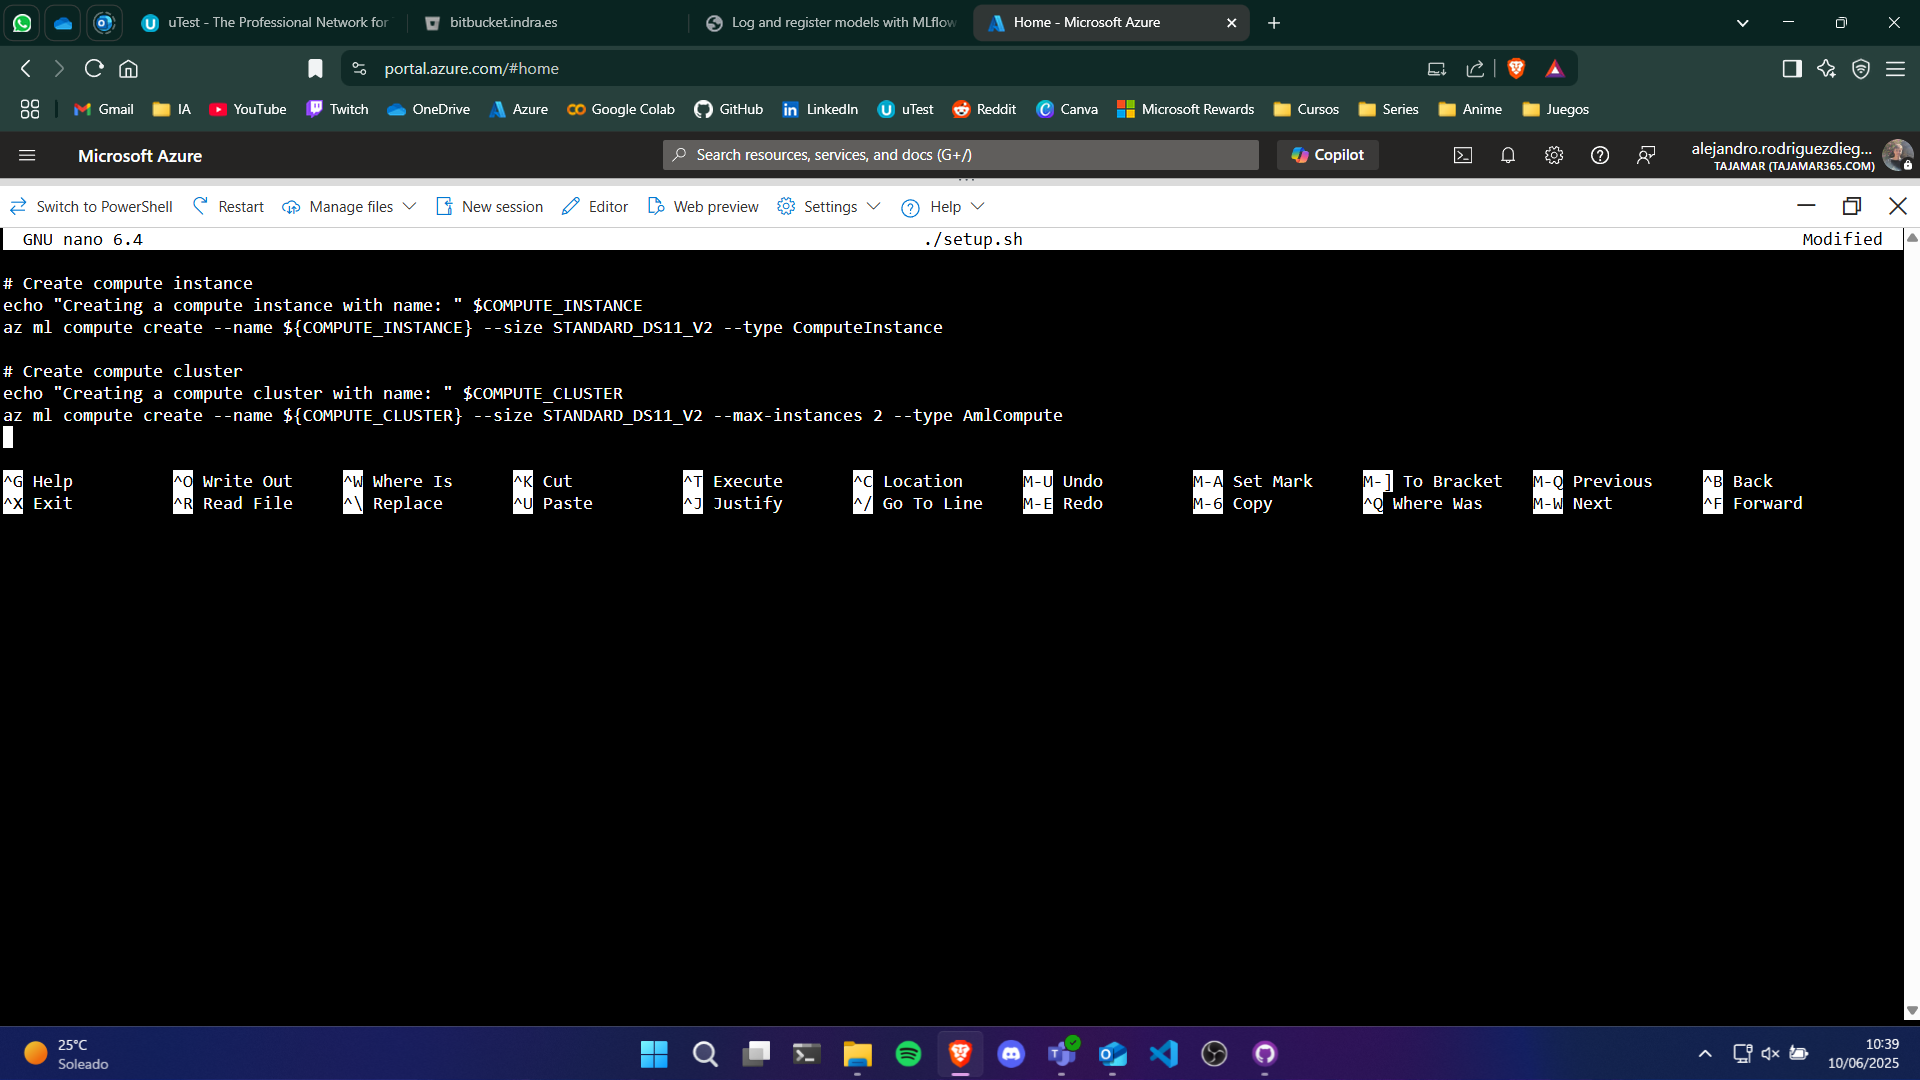 uTest - The Professional Network for
bitbucket.indra.es
Log and register models with MLflow
Home - Microsoft Azure
portal.azure.com/#home
Gmail
IA
YouTube
Twitch
OneDrive
Azure
Google Colab
GitHub
LinkedIn
uTest
Reddit
Canva
Microsoft Rewards
Cursos
Series
Anime
Juegos
Microsoft Azure
Search resources, services, and docs (G+/)
Copilot
alejandro.rodriguezdieg...
TAJAMAR (TAJAMAR365.COM)
Switch to PowerShell
Restart
Manage files
New session
Editor
Web preview
Settings
Help
GNU nano 6.4 ./setup.sh Modified
# Create compute instance
echo "Creating a compute instance with name: " $COMPUTE_INSTANCE
az ml compute create --name ${COMPUTE_INSTANCE} --size STANDARD_DS11_V2 --type ComputeInstance
# Create compute cluster
echo "Creating a compute cluster with name: " $COMPUTE_CLUSTER
az ml compute create --name ${COMPUTE_CLUSTER} --size STANDARD_DS11_V2 --max-instances 2 --type AmlCompute
^G Help ^O Write Out ^W Where Is ^K Cut ^T Execute ^C Location M-U Undo M-A Set Mark M-] To Bracket M-Q Previous ^B Back
^X Exit ^R Read File ^\ Replace ^U Paste ^J Justify ^/ Go To Line M-E Redo M-6 Copy ^Q Where Was M-W Next ^F Forward
25°C
Soleado
10:39
10/06/2025